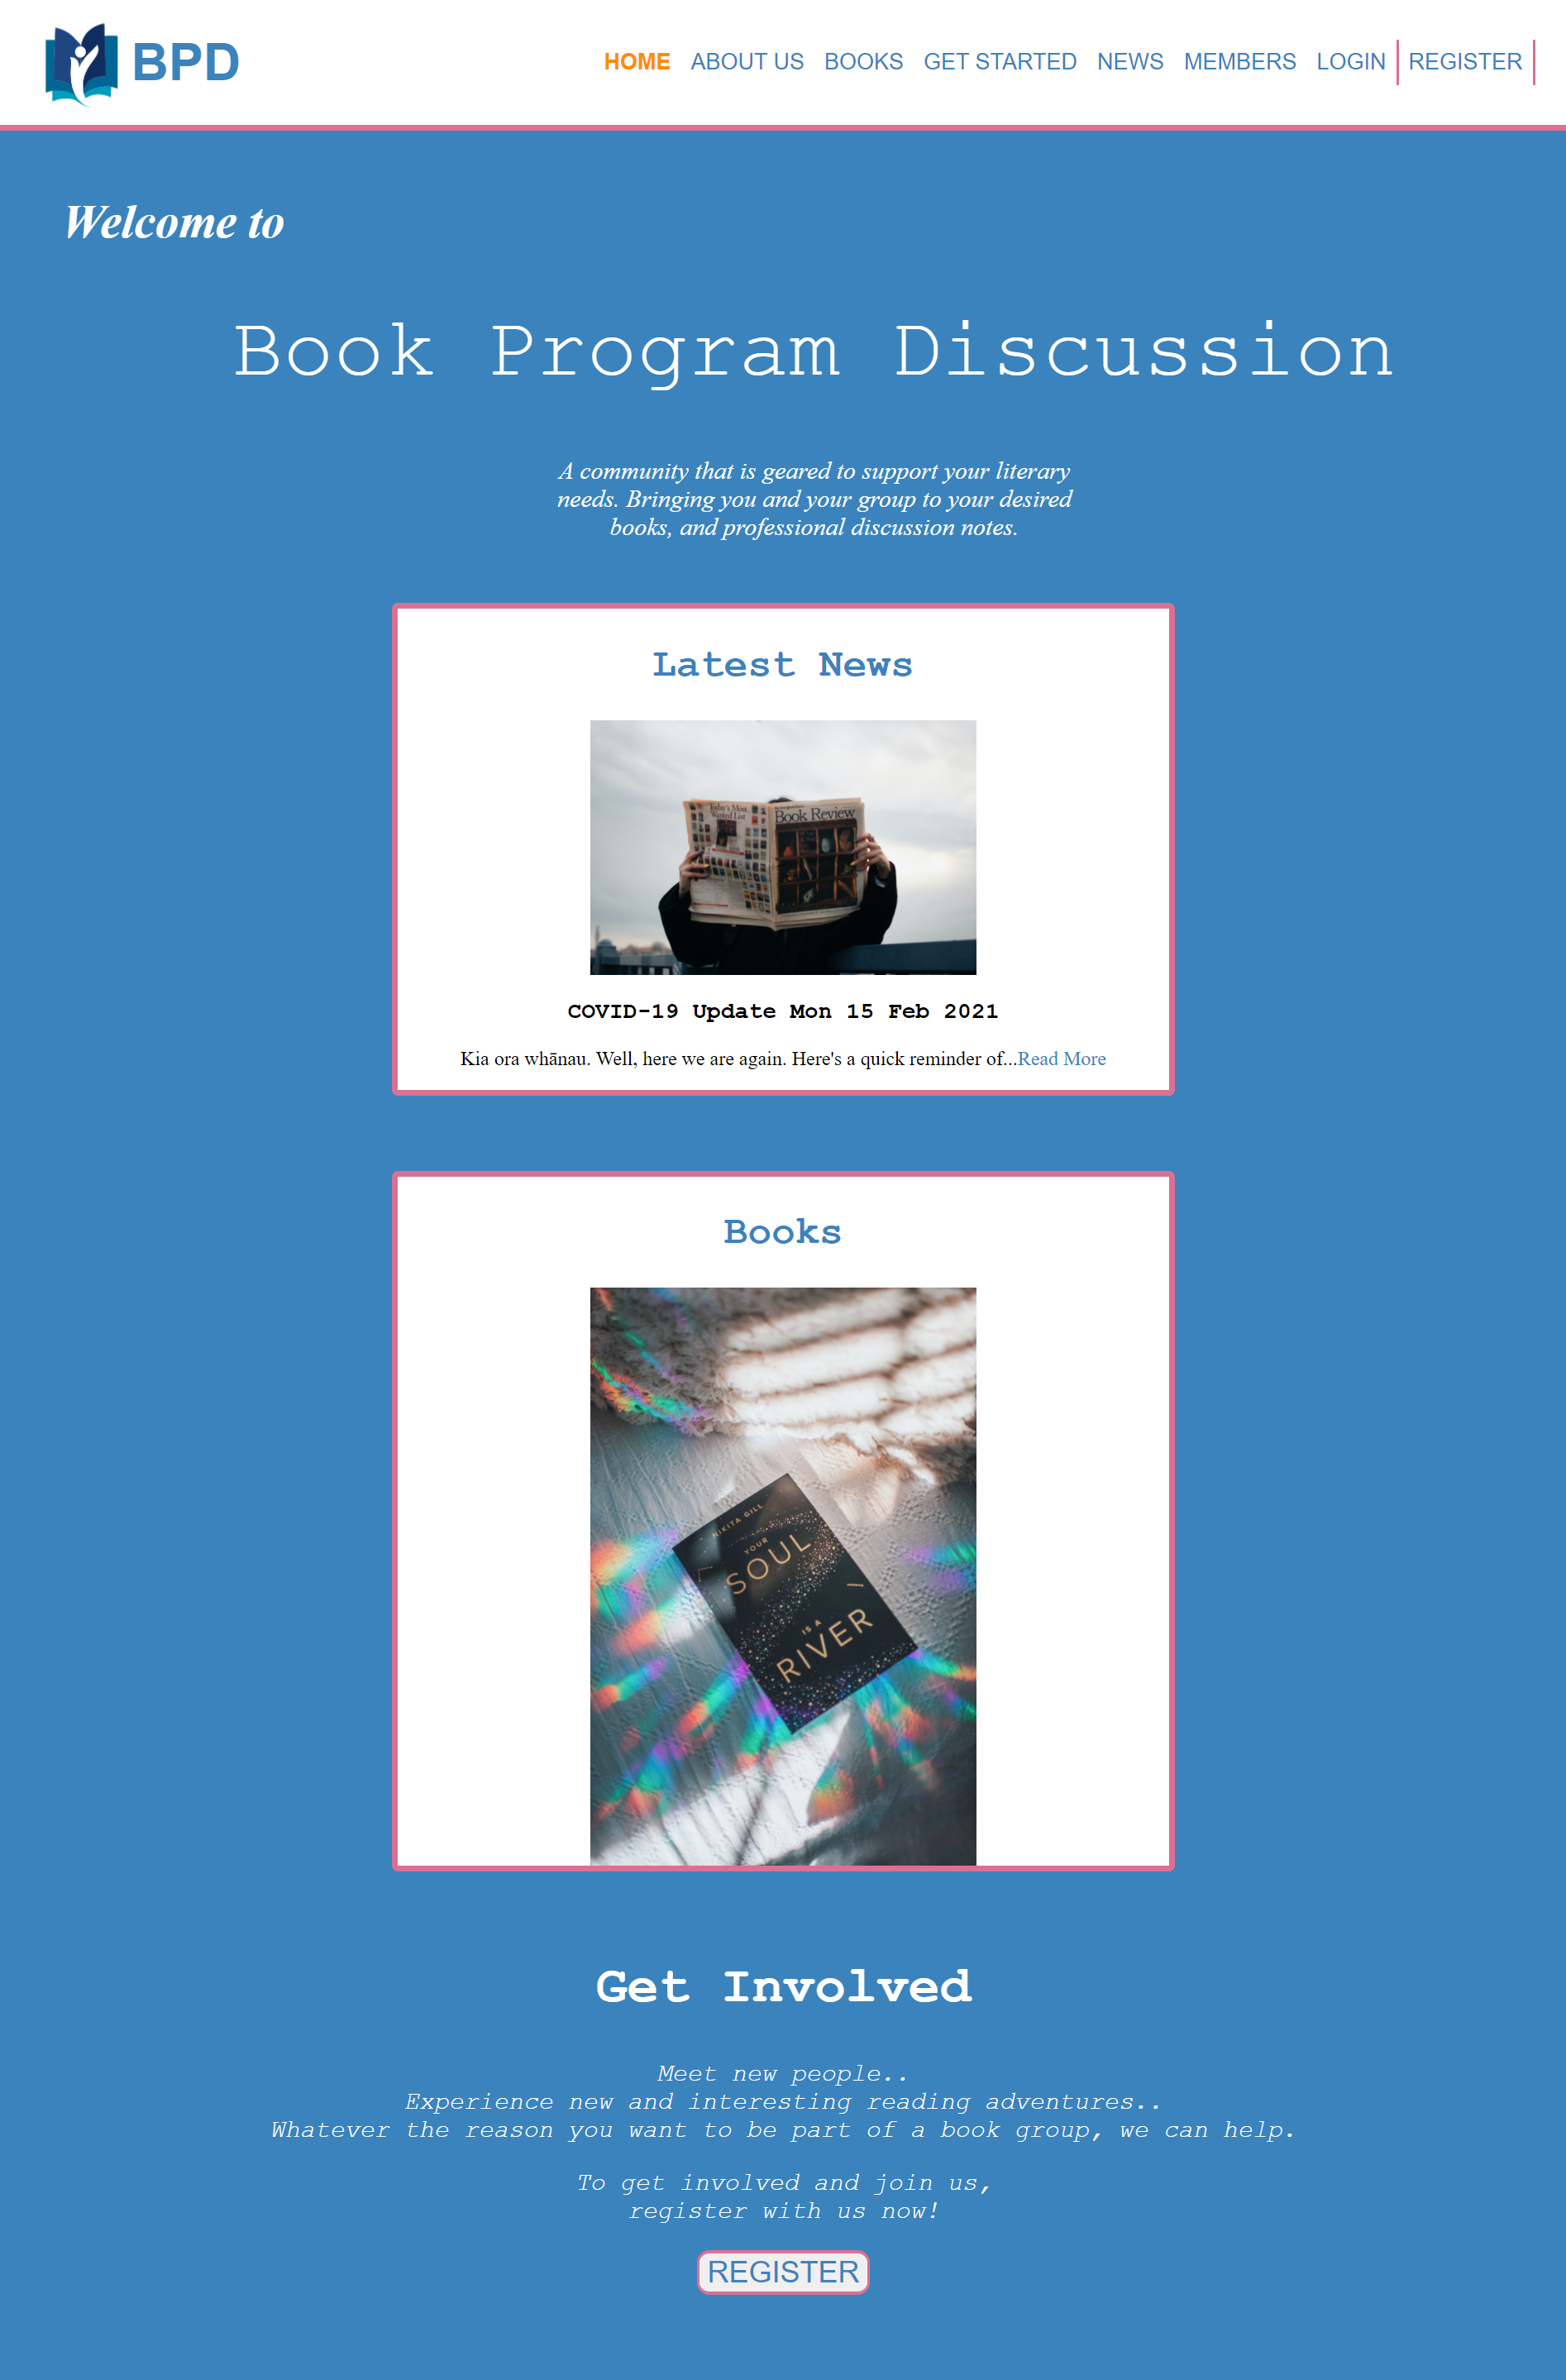 BPD
HOME ABOUT US BOOKS GET STARTED NEWS MEMBERS LOGIN REGISTER
Welcome to
Book Program Discussion
A community that is geared to support your literary
needs. Bringing you and your group to your desired
books, and professional discussion notes.
Latest News
Today's Most
Wanted List
Book Review
COVID-19 Update Mon 15 Feb 2021
Kia ora whānau. Well, here we are again. Here's a quick reminder of...Read More
Books
NIKITA GILL
YOUR
SOUL
IS A
RIVER
Get Involved
Meet new people..
Experience new and interesting reading adventures..
Whatever the reason you want to be part of a book group, we can help.
To get involved and join us,
register with us now!
REGISTER